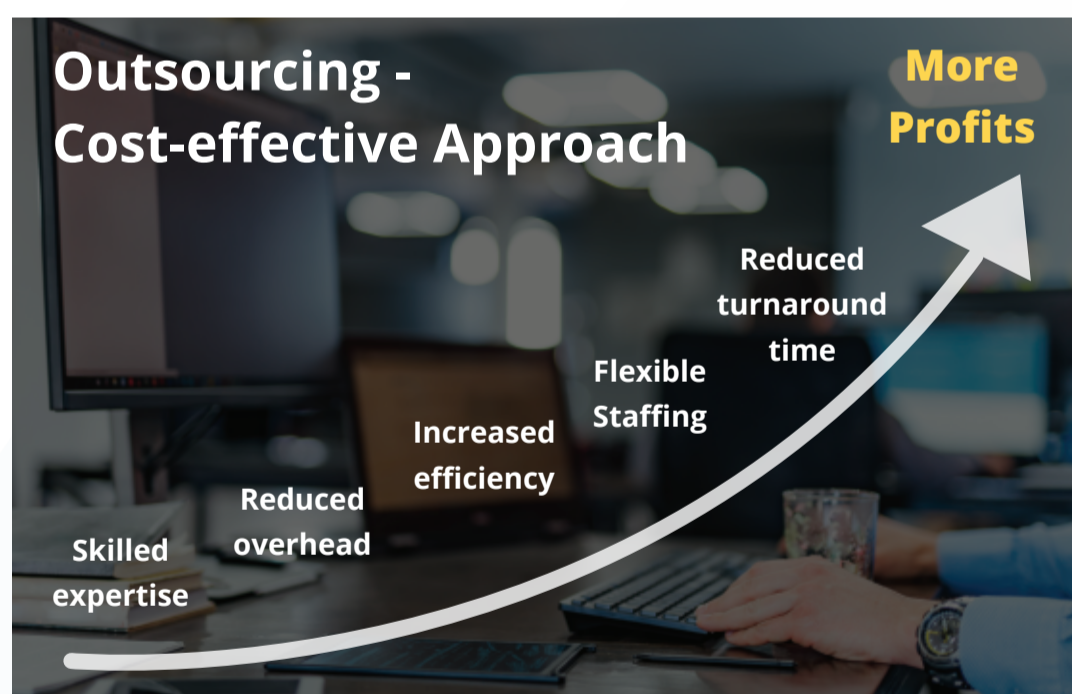 Outsourcing -
Cost-effective Approach
More
Profits
Reduced
turnaround
time
Flexible
Staffing
Increased
efficiency
Reduced
overhead
Skilled
expertise